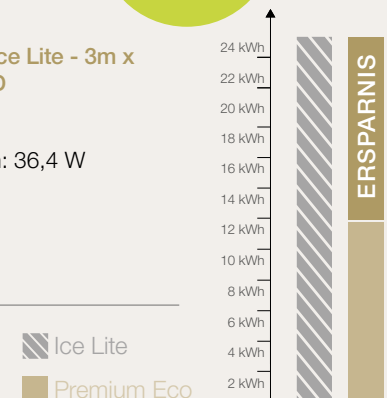 ce Lite - 3m x
: 36,4 W
24 kWh
22 kWh
20 kWh
18 kWh
16 kWh
14 kWh
12 kWh
10 kWh
8 kWh
6 kWh
4 kWh
2 kWh
ERSPARNIS
Ice Lite
Premium Eco